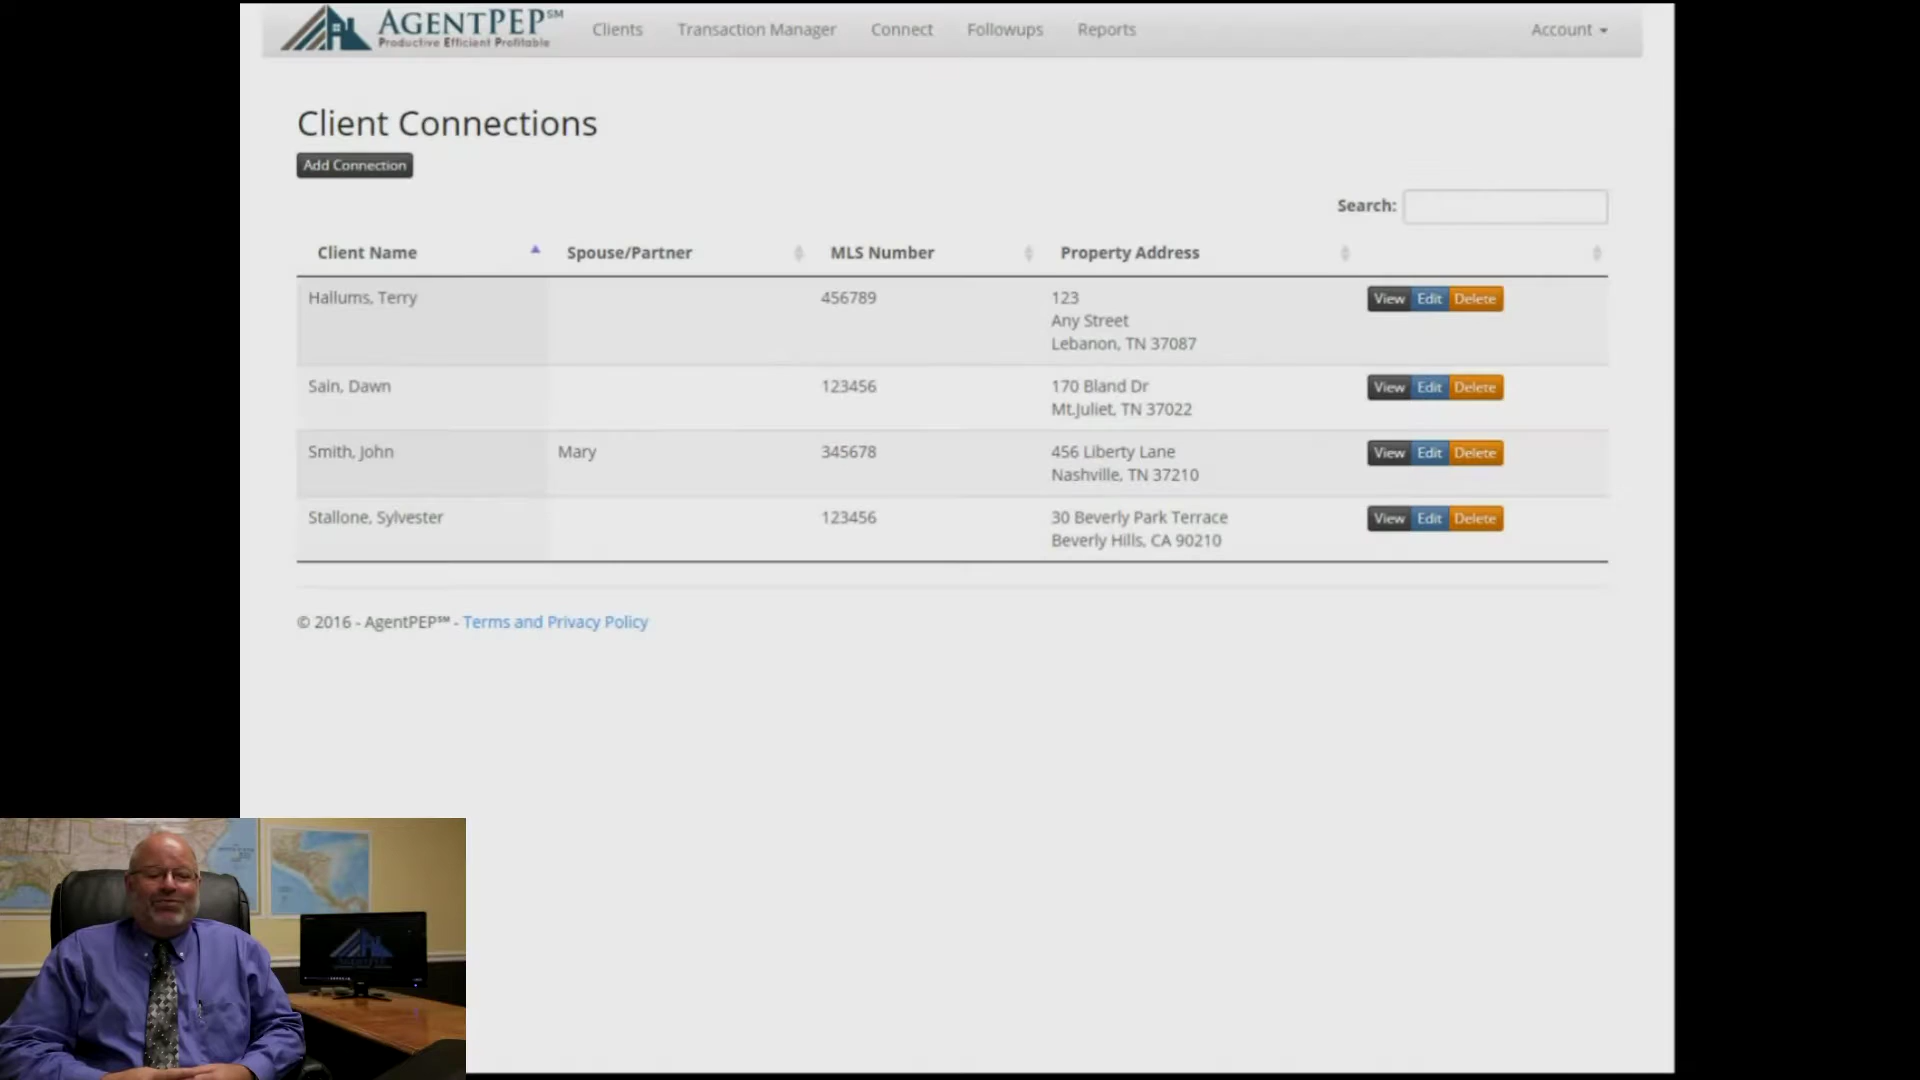 AGENTPEP℠
Productive Efficient Profitable
Clients Transaction Manager Connect Followups Reports Account
Client Connections
Add Connection
Search:
Client Name Spouse/Partner MLS Number Property Address
Hallums, Terry 456789 123 View Edit Delete
Any Street
Lebanon, TN 37087
Sain, Dawn 123456 170 Bland Dr View Edit Delete
Mt.Juliet, TN 37022
Smith, John Mary 345678 456 Liberty Lane View Edit Delete
Nashville, TN 37210
Stallone, Sylvester 123456 30 Beverly Park Terrace View Edit Delete
Beverly Hills, CA 90210
© 2016 - AgentPEP℠ - Terms and Privacy Policy
AGENTPEP